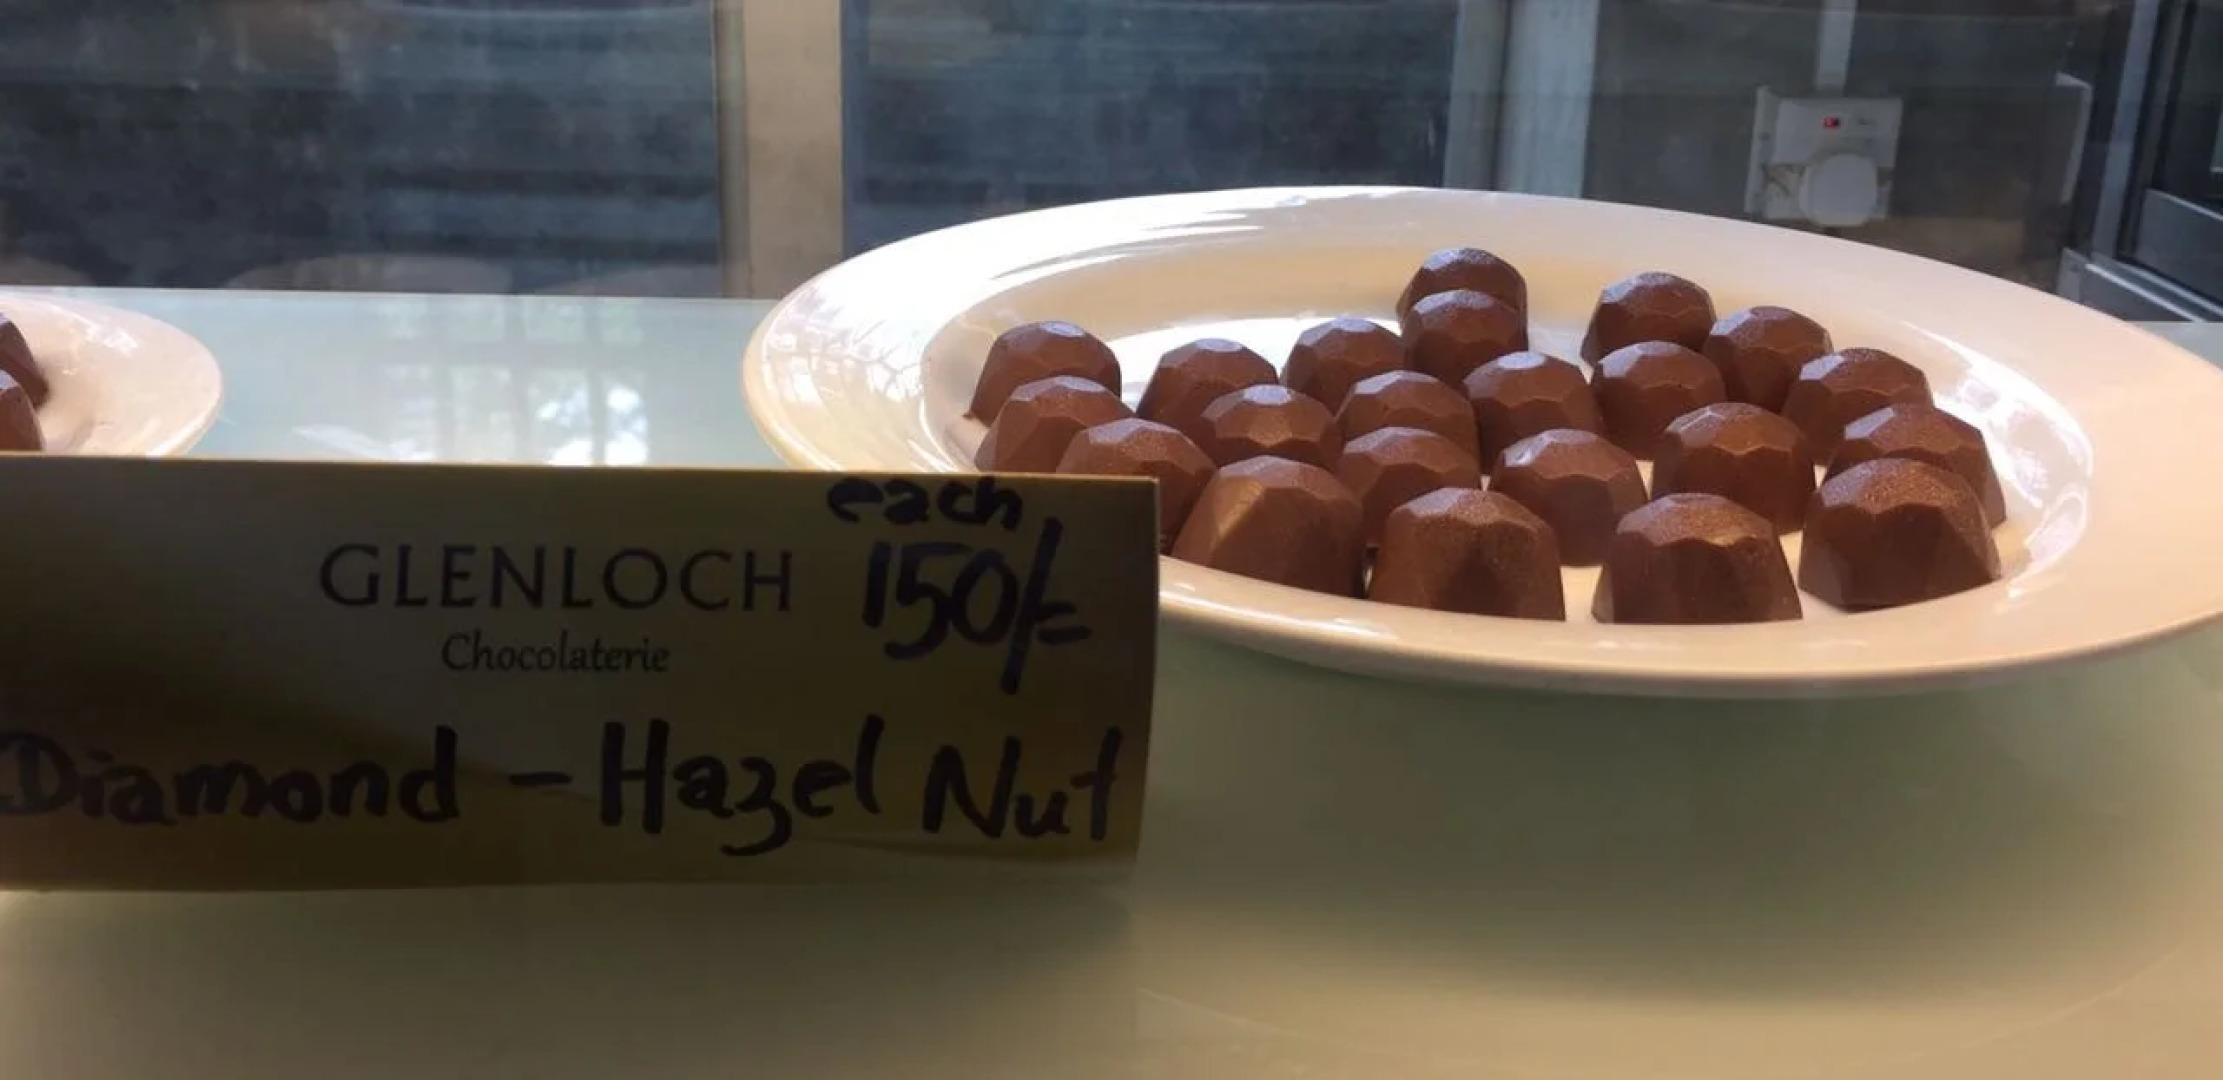 each
GLENLOCH 150/=
Chocolaterie
Diamond - Hazel Nut